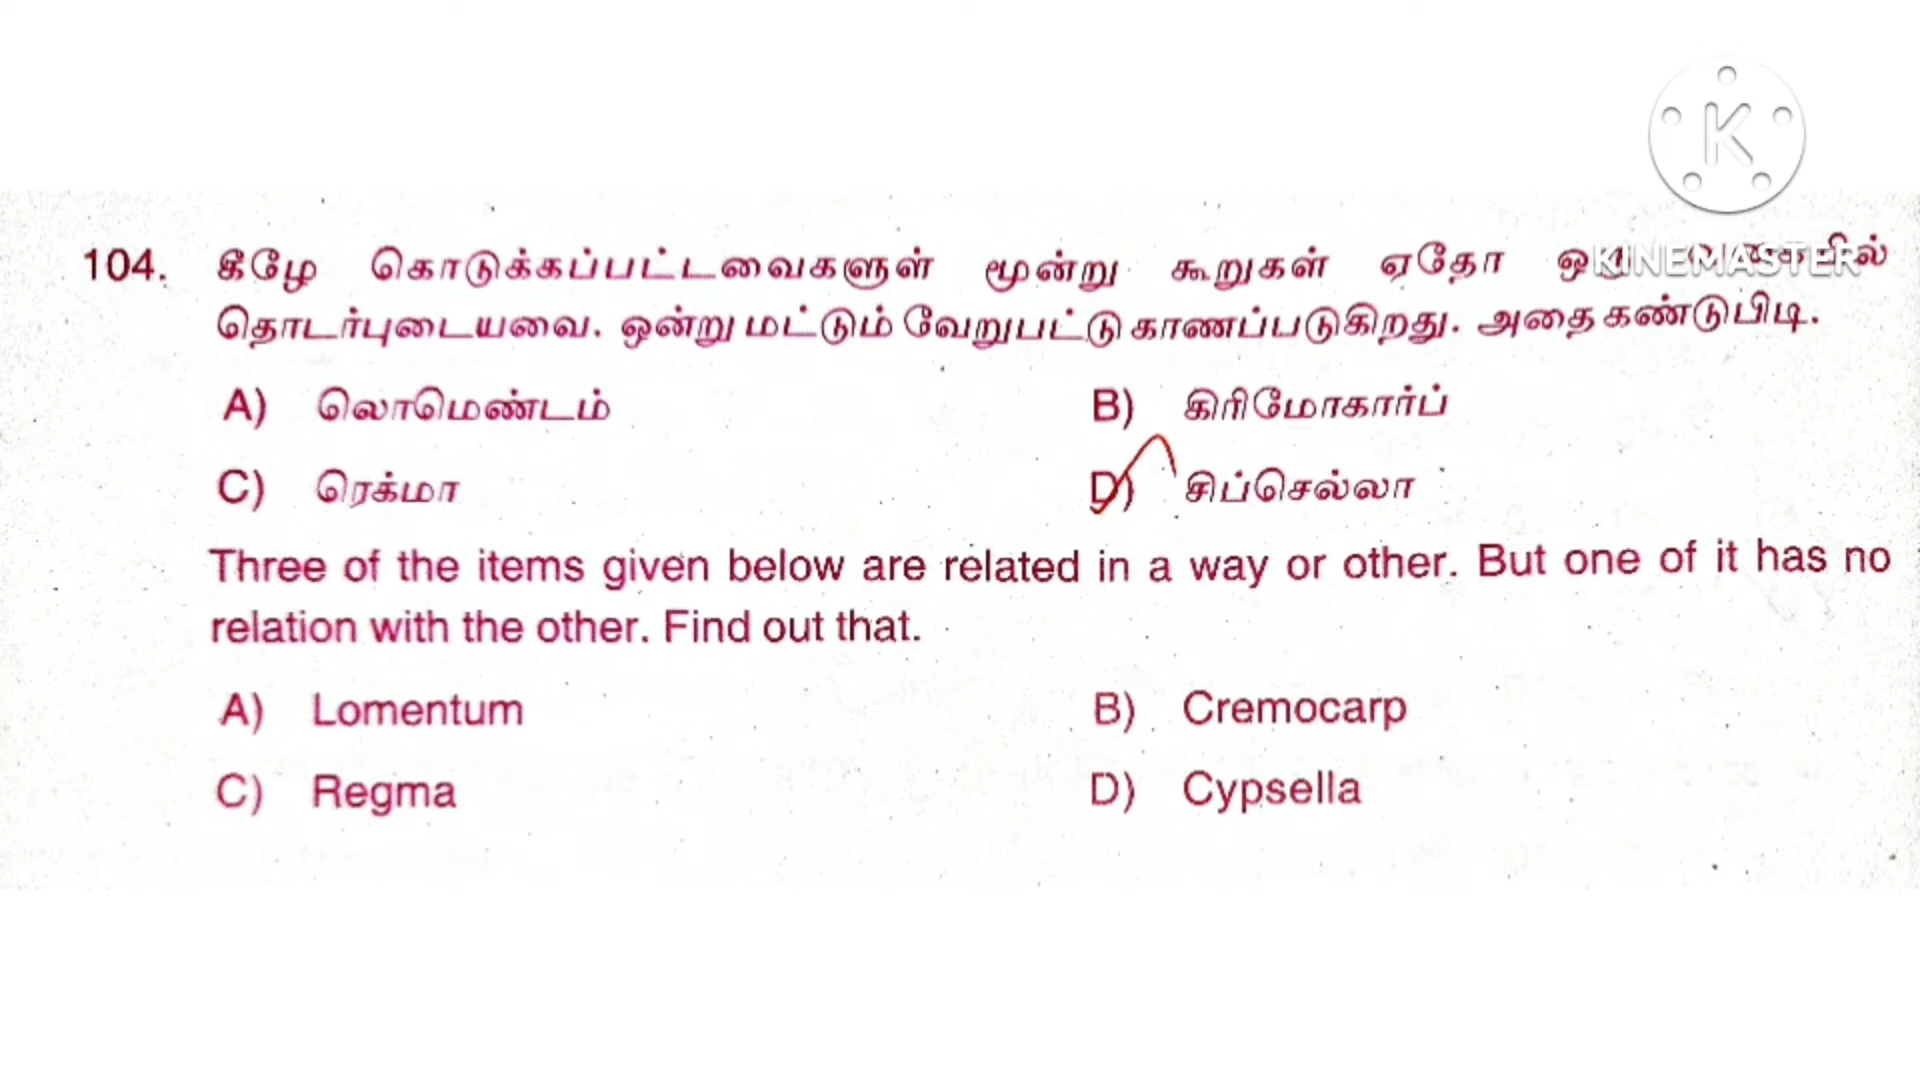 K
KINEMASTER
104. கீழே கொடுக்கப்பட்டவைகளுள் மூன்று கூறுகள் ஏதோ
தொடர்புடையவை. ஒன்று மட்டும் வேறுபட்டு காணப்படுகிறது. அதை கண்டுபிடி.
A) லொமெண்டம் B) கிரிமோகார்ப்
C) ரெக்மா D) சிப்செல்லா
Three of the items given below are related in a way or other. But one of it has no
relation with the other. Find out that.
A) Lomentum B) Cremocarp
C) Regma D) Cypsella